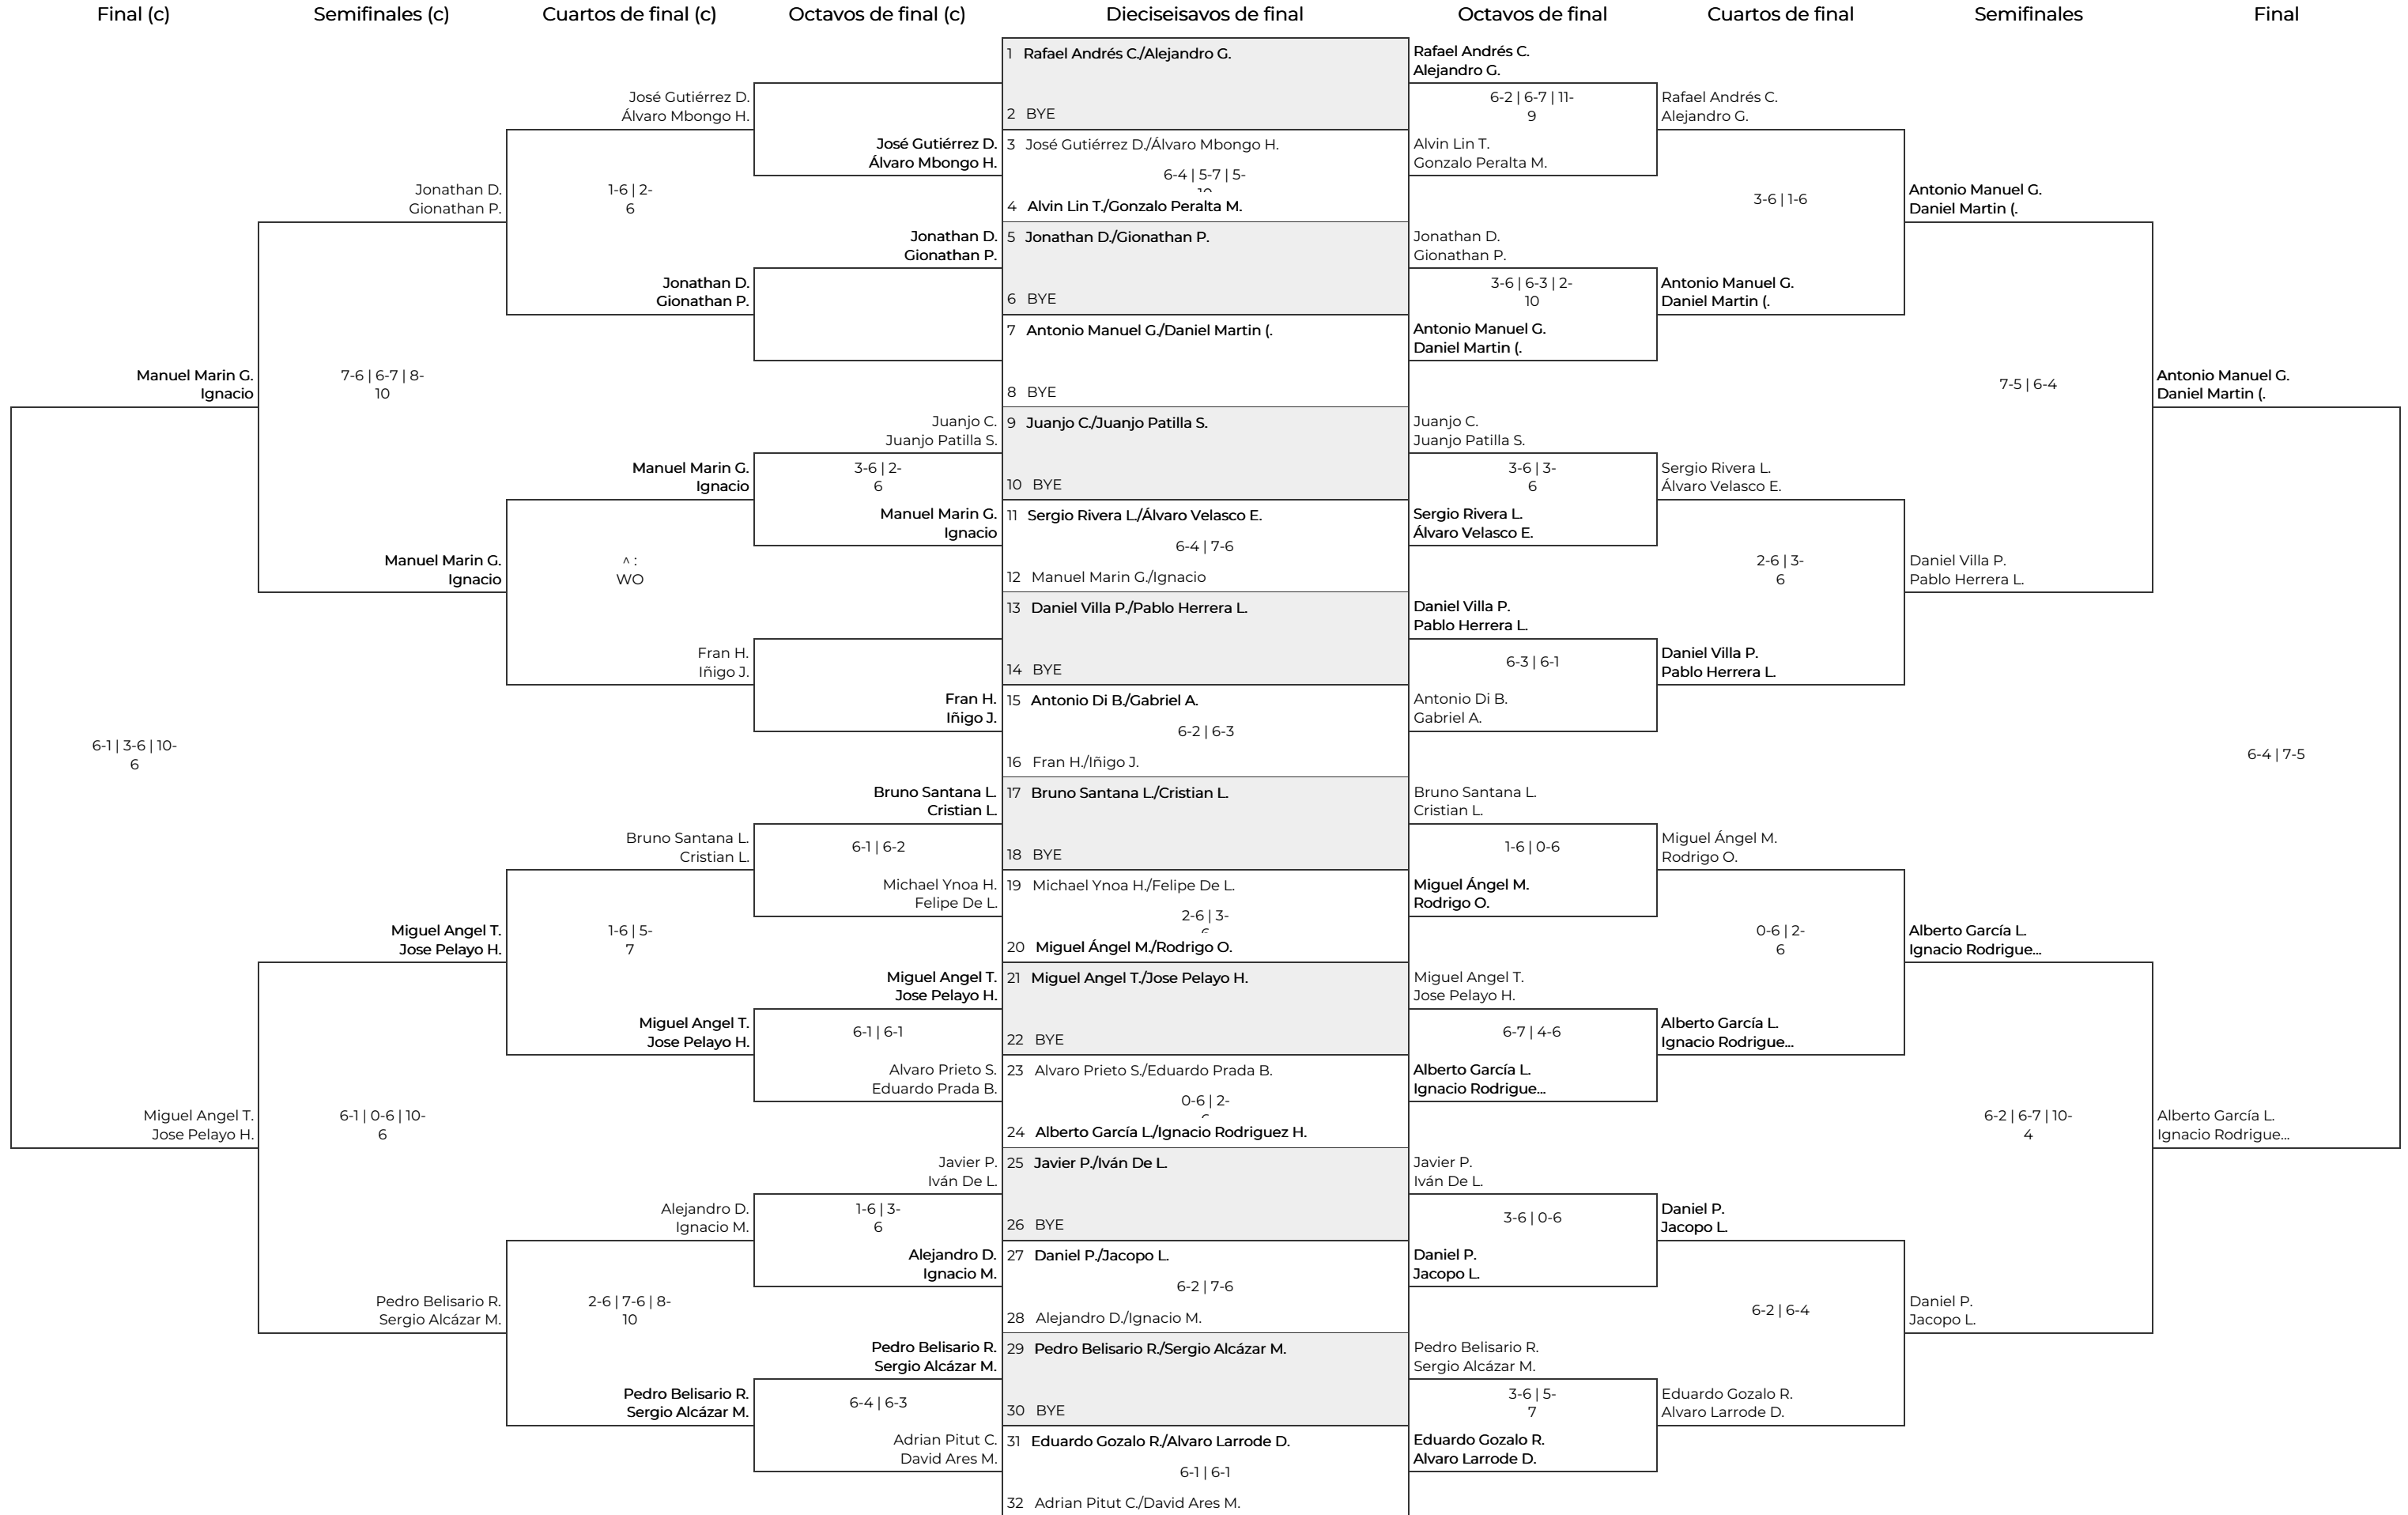 Final (c)
Semifinales (c)
Cuartos de final (c)
Octavos de final (c)
Dieciseisavos de final
Octavos de final
Cuartos de final
Semifinales
Final
Manuel Marin G.
Ignacio
6-1 | 3-6 | 10-
6
Miguel Angel T.
Jose Pelayo H.
Jonathan D.
Gionathan P.
7-6 | 6-7 | 8-
10
Manuel Marin G.
Ignacio
Miguel Angel T.
Jose Pelayo H.
6-1 | 0-6 | 10-
6
Pedro Belisario R.
Sergio Alcázar M.
José Gutiérrez D.
Álvaro Mbongo H.
1-6 | 2-
6
Jonathan D.
Gionathan P.
Manuel Marin G.
Ignacio
^ :
WO
Fran H.
Iñigo J.
Bruno Santana L.
Cristian L.
1-6 | 5-
7
Miguel Angel T.
Jose Pelayo H.
Alejandro D.
Ignacio M.
2-6 | 7-6 | 8-
10
Pedro Belisario R.
Sergio Alcázar M.
José Gutiérrez D.
Álvaro Mbongo H.
Jonathan D.
Gionathan P.
Juanjo C.
Juanjo Patilla S.
3-6 | 2-
6
Manuel Marin G.
Ignacio
Fran H.
Iñigo J.
Bruno Santana L.
Cristian L.
6-1 | 6-2
Michael Ynoa H.
Felipe De L.
Miguel Angel T.
Jose Pelayo H.
6-1 | 6-1
Alvaro Prieto S.
Eduardo Prada B.
Javier P.
Iván De L.
1-6 | 3-
6
Alejandro D.
Ignacio M.
Pedro Belisario R.
Sergio Alcázar M.
6-4 | 6-3
Adrian Pitut C.
David Ares M.
1 Rafael Andrés C./Alejandro G.
2 BYE
3 José Gutiérrez D./Álvaro Mbongo H.
6-4 | 5-7 | 5-
10
4 Alvin Lin T./Gonzalo Peralta M.
5 Jonathan D./Gionathan P.
6 BYE
7 Antonio Manuel G./Daniel Martin (.
8 BYE
9 Juanjo C./Juanjo Patilla S.
10 BYE
11 Sergio Rivera L./Álvaro Velasco E.
6-4 | 7-6
12 Manuel Marin G./Ignacio
13 Daniel Villa P./Pablo Herrera L.
14 BYE
15 Antonio Di B./Gabriel A.
6-2 | 6-3
16 Fran H./Iñigo J.
17 Bruno Santana L./Cristian L.
18 BYE
19 Michael Ynoa H./Felipe De L.
2-6 | 3-
20 Miguel Ángel M./Rodrigo O.
21 Miguel Angel T./Jose Pelayo H.
22 BYE
23 Alvaro Prieto S./Eduardo Prada B.
0-6 | 2-
24 Alberto García L./Ignacio Rodriguez H.
25 Javier P./Iván De L.
26 BYE
27 Daniel P./Jacopo L.
6-2 | 7-6
28 Alejandro D./Ignacio M.
29 Pedro Belisario R./Sergio Alcázar M.
30 BYE
31 Eduardo Gozalo R./Alvaro Larrode D.
6-1 | 6-1
32 Adrian Pitut C./David Ares M.
Rafael Andrés C.
Alejandro G.
6-2 | 6-7 | 11-
9
Alvin Lin T.
Gonzalo Peralta M.
Jonathan D.
Gionathan P.
3-6 | 6-3 | 2-
10
Antonio Manuel G.
Daniel Martin (.
Juanjo C.
Juanjo Patilla S.
3-6 | 3-
6
Sergio Rivera L.
Álvaro Velasco E.
Daniel Villa P.
Pablo Herrera L.
6-3 | 6-1
Antonio Di B.
Gabriel A.
Bruno Santana L.
Cristian L.
1-6 | 0-6
Miguel Ángel M.
Rodrigo O.
Miguel Angel T.
Jose Pelayo H.
6-7 | 4-6
Alberto García L.
Ignacio Rodrigue...
Javier P.
Iván De L.
3-6 | 0-6
Daniel P.
Jacopo L.
Pedro Belisario R.
Sergio Alcázar M.
3-6 | 5-
7
Eduardo Gozalo R.
Alvaro Larrode D.
Rafael Andrés C.
Alejandro G.
3-6 | 1-6
Antonio Manuel G.
Daniel Martin (.
Sergio Rivera L.
Álvaro Velasco E.
2-6 | 3-
6
Daniel Villa P.
Pablo Herrera L.
Miguel Ángel M.
Rodrigo O.
0-6 | 2-
6
Alberto García L.
Ignacio Rodrigue...
Daniel P.
Jacopo L.
6-2 | 6-4
Eduardo Gozalo R.
Alvaro Larrode D.
Antonio Manuel G.
Daniel Martin (.
7-5 | 6-4
Daniel Villa P.
Pablo Herrera L.
Alberto García L.
Ignacio Rodrigue...
6-2 | 6-7 | 10-
4
Daniel P.
Jacopo L.
Antonio Manuel G.
Daniel Martin (.
6-4 | 7-5
Alberto García L.
Ignacio Rodrigue...